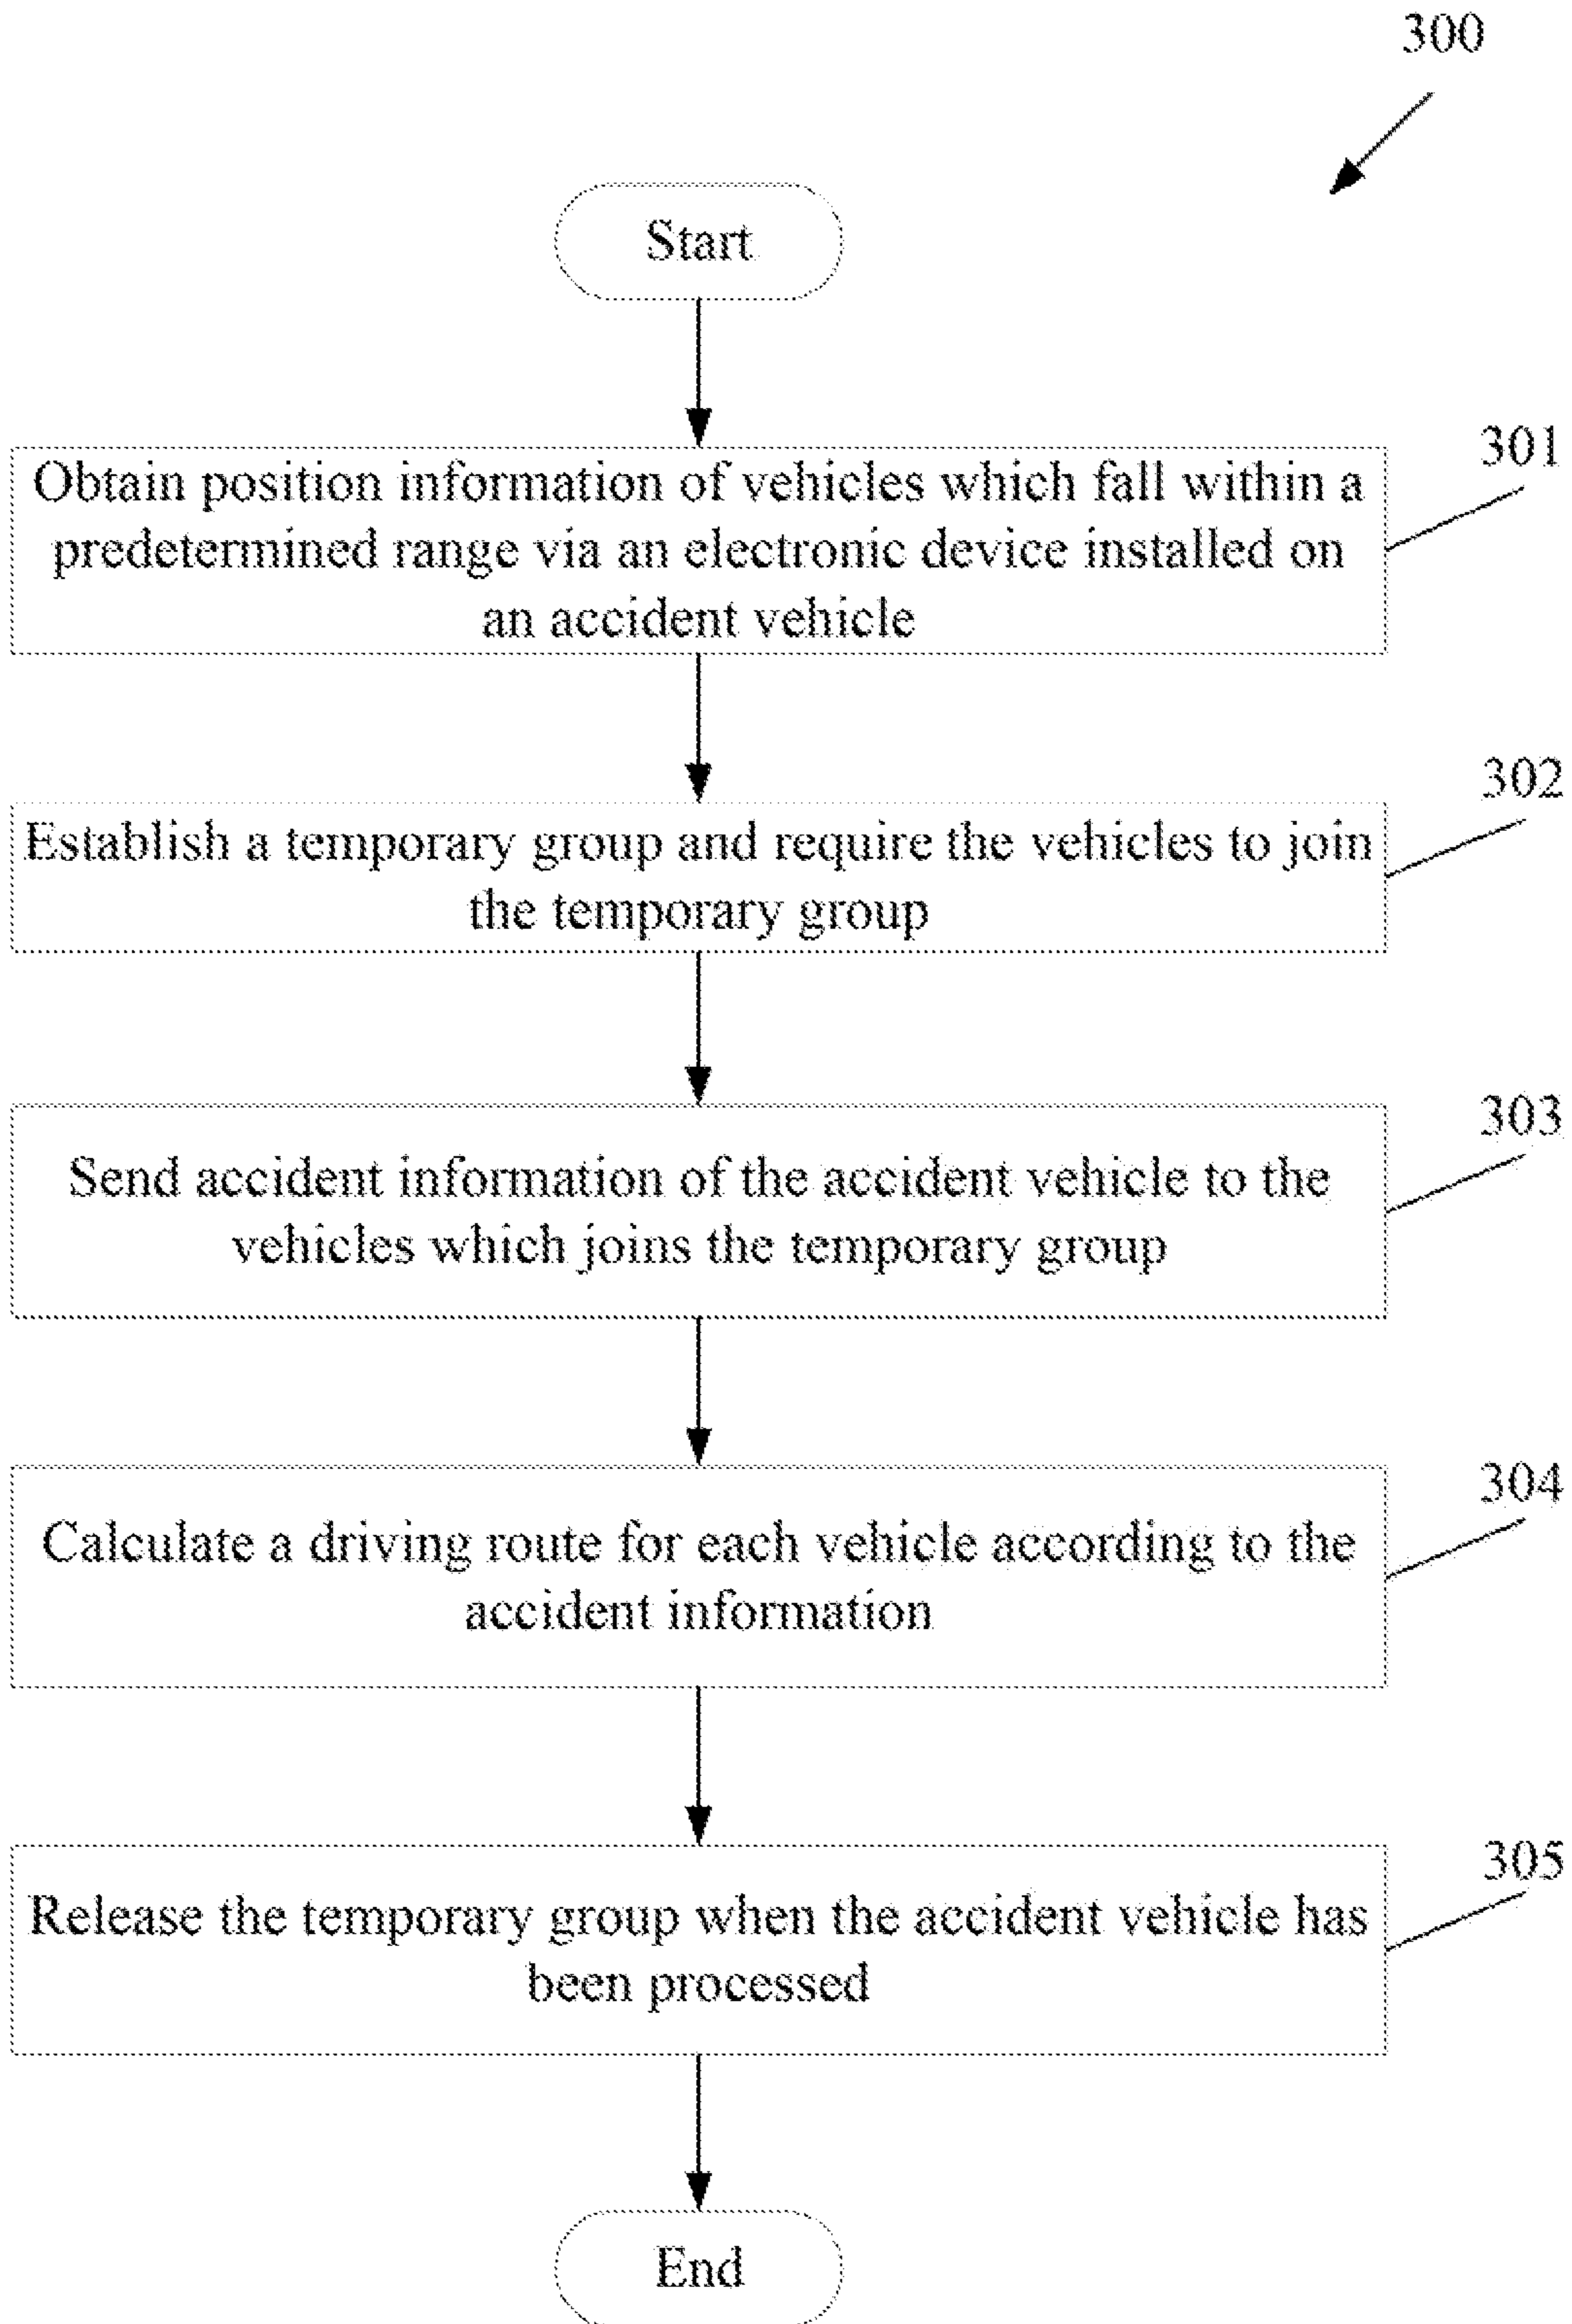 300
Start
301
Obtain position information of vehicles which fall within a
predetermined range via an electronic device installed on
an accident vehicle
302
Establish a temporary group and require the vehicles to join
the temporary group
303
Send accident information of the accident vehicle to the
vehicles which joins the temporary group
304
Calculate a driving route for each vehicle according to the
accident information
305
Release the temporary group when the accident vehicle has
been processed
End